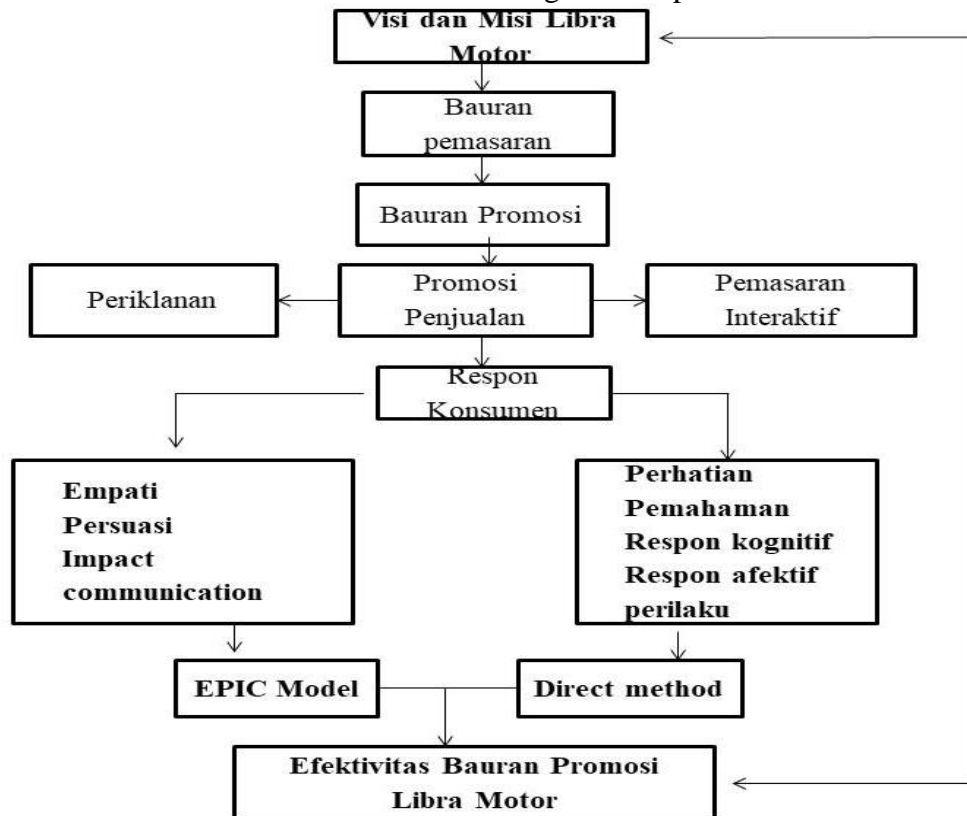 Visi dan Misi Libra
Motor
Bauran
pemasaran
Bauran Promosi
Periklanan
Promosi
Penjualan
Pemasaran
Interaktif
Respon
Konsumen
Empati
Persuasi
Impact
communication
Perhatian
Pemahaman
Respon kognitif
Respon afektif
perilaku
EPIC Model
Direct method
Efektivitas Bauran Promosi
Libra Motor